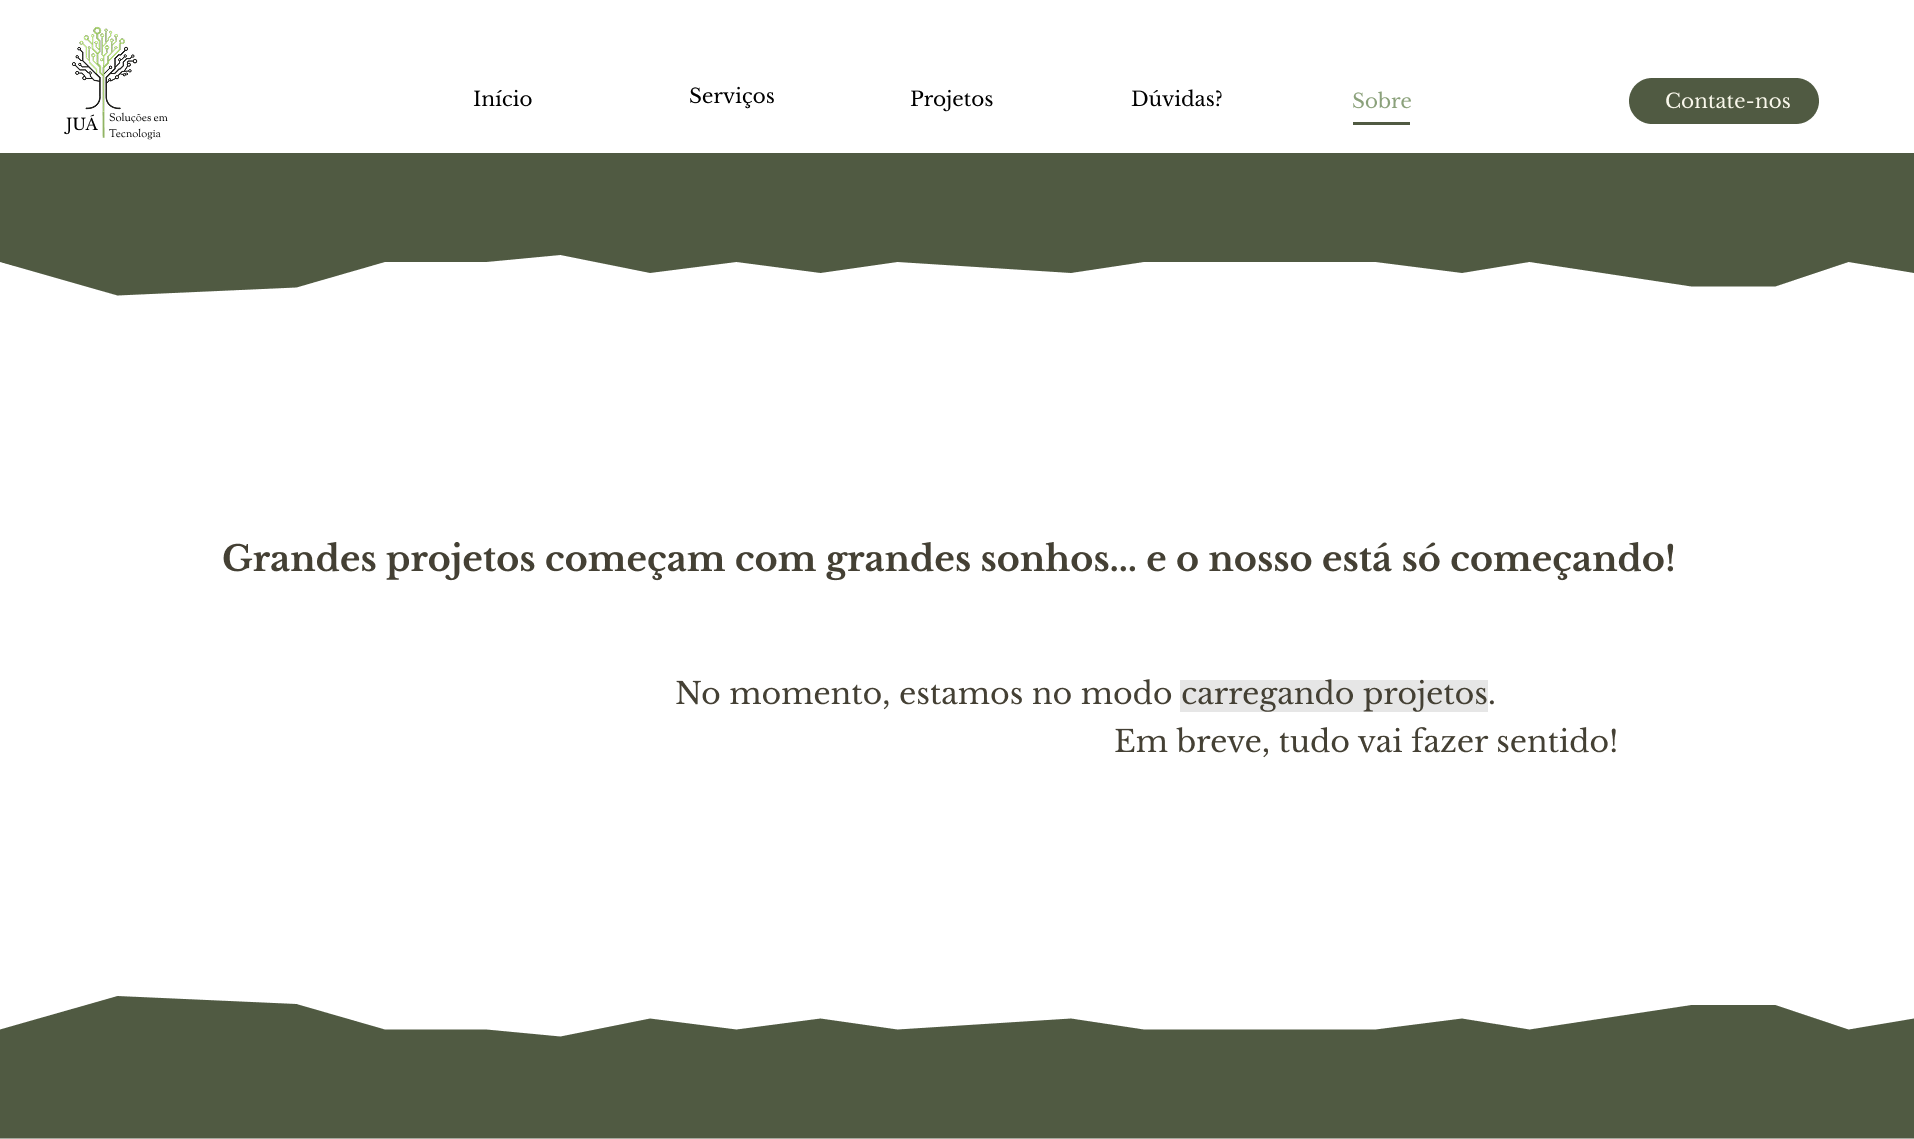 JUÁ
Soluções em
Tecnologia
Início
Serviços
Projetos
Dúvidas?
Sobre
Contate-nos
Grandes projetos começam com grandes sonhos... e o nosso está só começando!
No momento, estamos no modo carregando projetos.
Em breve, tudo vai fazer sentido!